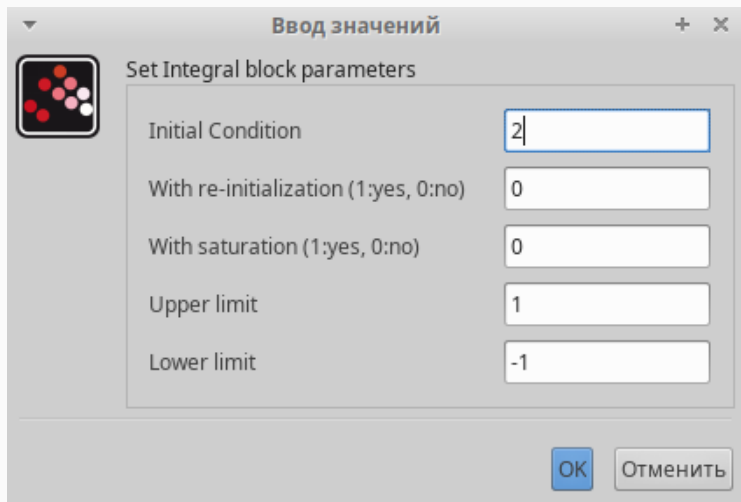 Ввод значений
Set Integral block parameters
Initial Condition 2
With re-initialization (1:yes, 0:no) 0
With saturation (1:yes, 0:no) 0
Upper limit 1
Lower limit -1
OK Отменить